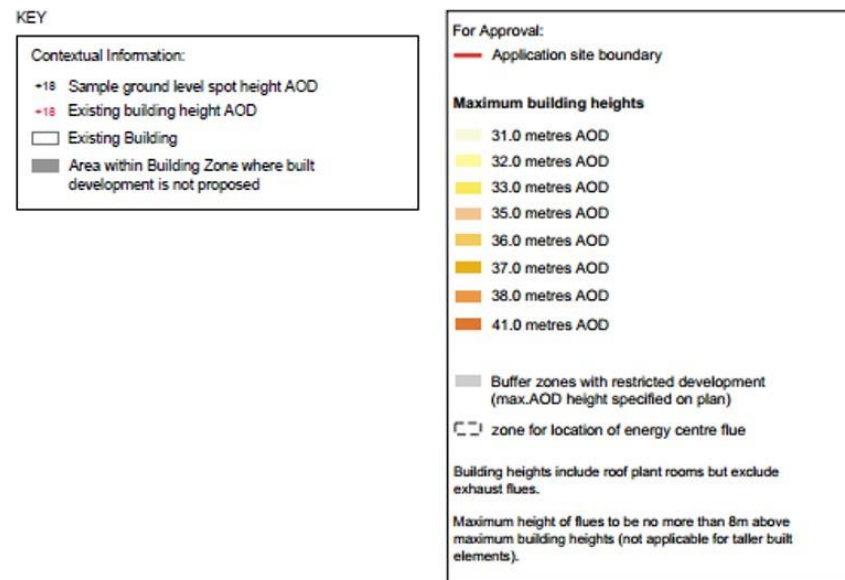 KEY
Contextual Information:
+18 Sample ground level spot height AOD
+18 Existing building height AOD
Existing Building
Area within Building Zone where built
development is not proposed
For Approval:
Application site boundary
Maximum building heights
31.0 metres AOD
32.0 metres AOD
33.0 metres AOD
35.0 metres AOD
36.0 metres AOD
37.0 metres AOD
38.0 metres AOD
41.0 metres AOD
Buffer zones with restricted development
(max.AOD height specified on plan)
zone for location of energy centre flue
Building heights include roof plant rooms but exclude
exhaust flues.
Maximum height of flues to be no more than 8m above
maximum building heights (not applicable for taller built
elements).